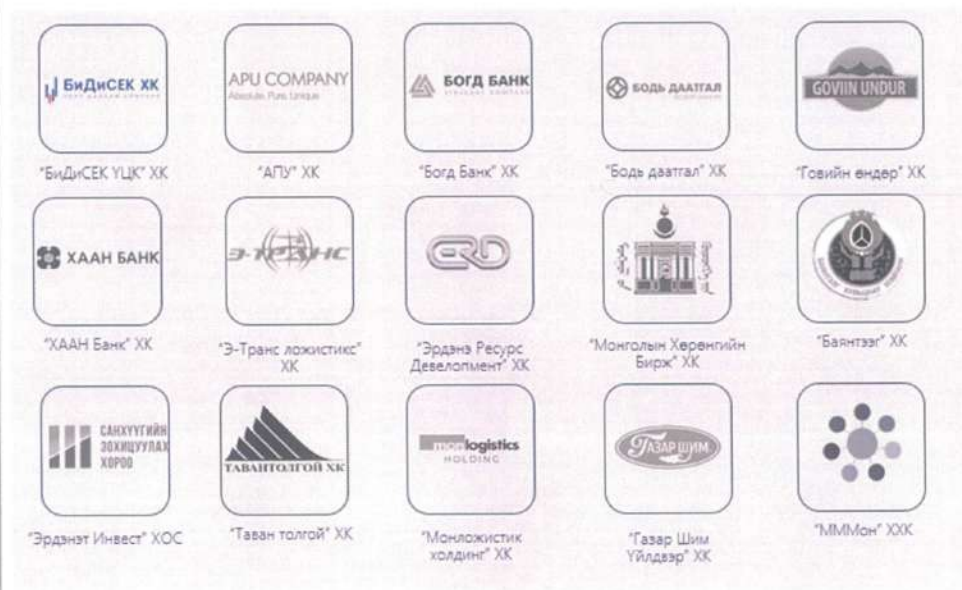 БиДиСЕК ХК
APU COMPANY
Absolute, Pure, Unique
БОГД БАНК
БОДЬ ДААТГАЛ
GOVIIN UNDUR
"БиДиСЕК ҮЦК" ХК
"АПУ" ХК
"Богд Банк" ХК
"Бодь даатгал" ХК
"Говийн өндөр" ХК
ХААН БАНК
Э-ТРАНС
ERD
"ХААН Банк" ХК
"Э-Транс ложистикс"
ХК
"Эрдэнэ Ресурс
Девелопмент" ХК
"Монголын Хөрөнгийн
Бирж" ХК
"Баянтээг" ХК
САНХҮҮГИЙН
ЗОХИЦУУЛАХ
ХОРОО
ТАВАНТОЛГОЙ ХК
monlogistics
HOLDING
ГАЗАР ШИМ
"Эрдэнэт Инвест" ХОС
"Таван толгой" ХК
"Монложистик
холдинг" ХК
"Газар Шим
Үйлдвэр" ХК
"МММон" ХХК